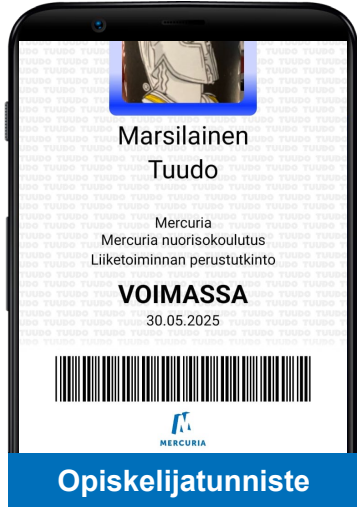 Marsilainen
Tuudo
Mercuria
Mercuria nuorisokoulutus
Liiketoiminnan perustutkinto
VOIMASSA
30.05.2025
MERCURIA
Opiskelijatunniste